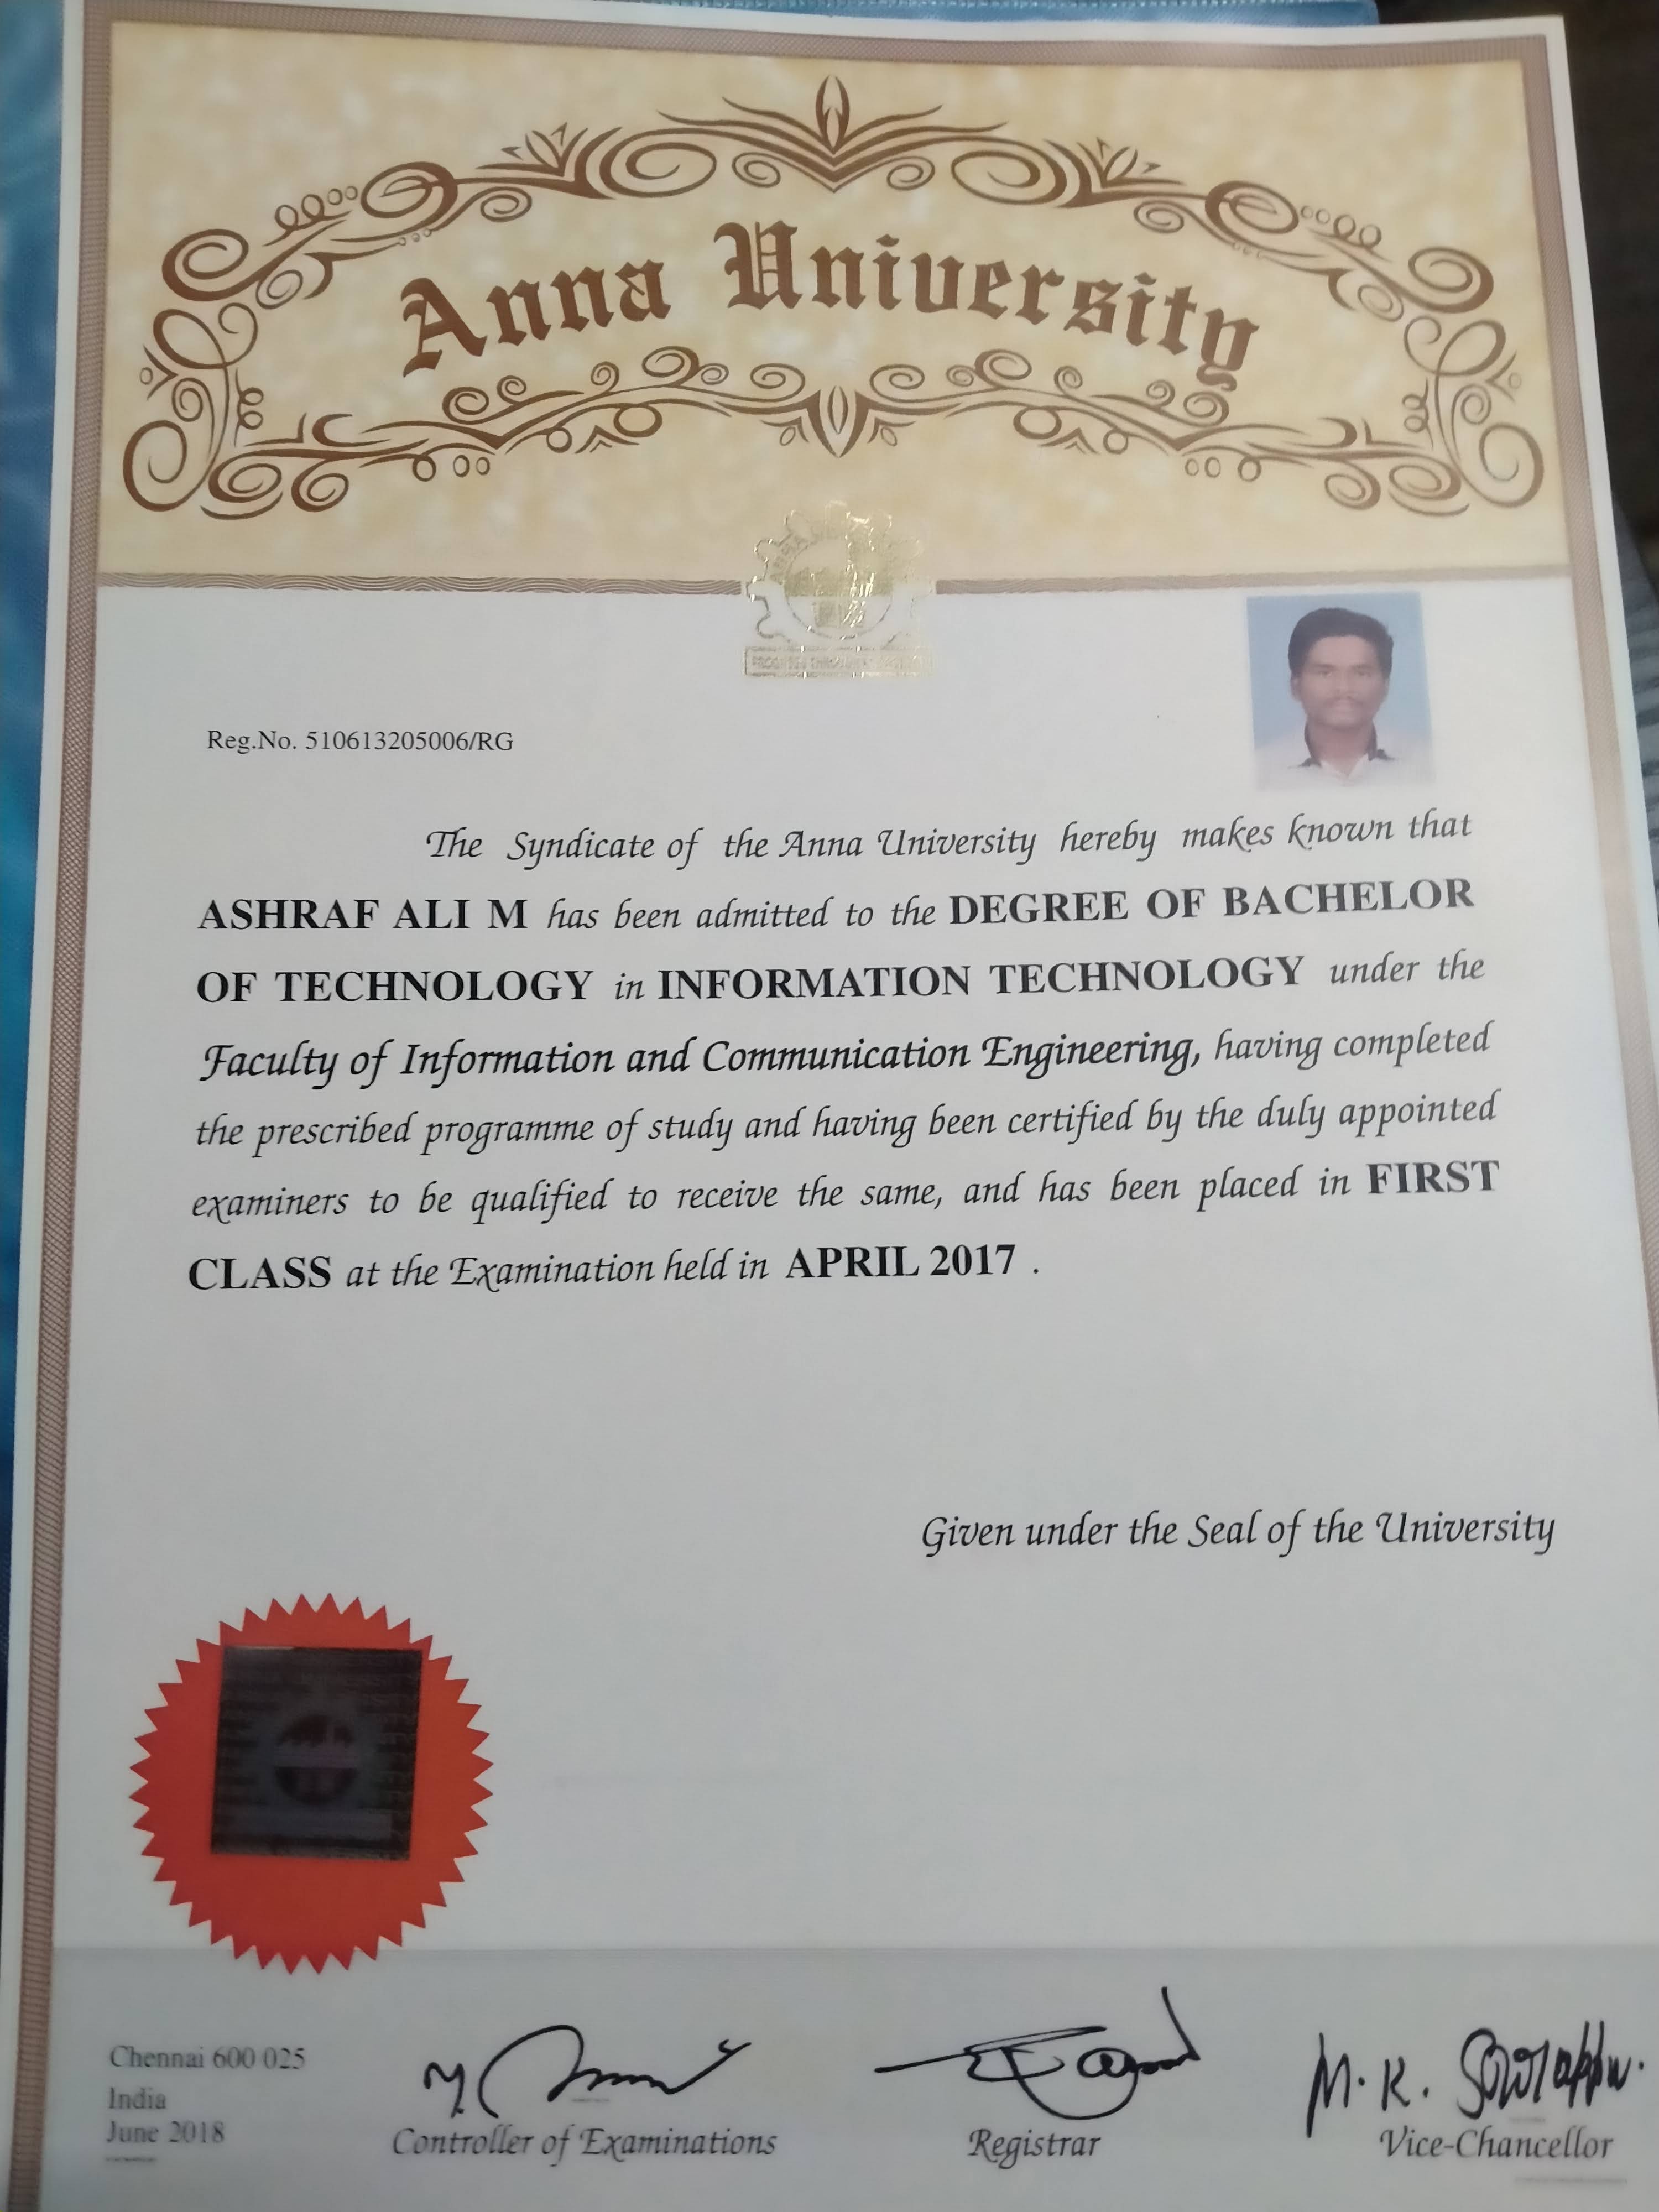 Anna University
PROGRESS THROUGH
Reg.No. 510613205006/RG
The Syndicate of the Anna University hereby makes known that
ASHRAF ALI M has been admitted to the DEGREE OF BACHELOR
OF TECHNOLOGY in INFORMATION TECHNOLOGY under the
Faculty of Information and Communication Engineering, having completed
the prescribed programme of study and having been certified by the duly appointed
examiners to be qualified to receive the same, and has been placed in FIRST
CLASS at the Examination held in APRIL 2017 .
Given under the Seal of the University
Chennai 600 025
India
June 2018
Controller of Examinations
Registrar
M.K. Surappa.
Vice-Chancellor